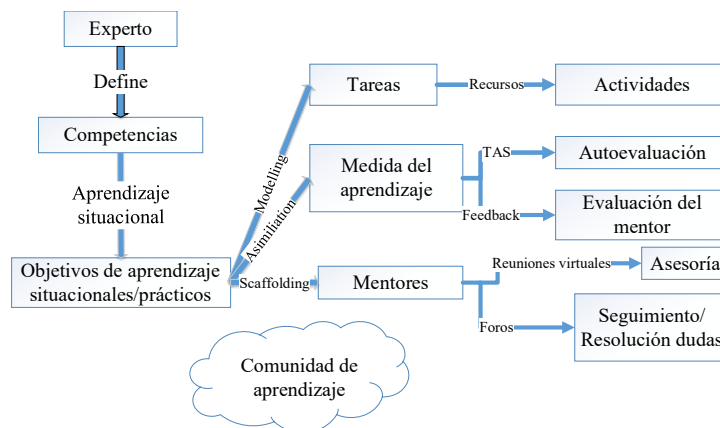 Experto
Define
Competencias
Aprendizaje
situacional
Objetivos de aprendizaje
situacionales/prácticos
Modelling
Asimiliation
Scaffolding
Tareas
Recursos
Actividades
Medida del
aprendizaje
TAS
Autoevaluación
Feedback
Evaluación del
mentor
Mentores
Reuniones virtuales
Asesoría
Foros
Seguimiento/
Resolución dudas
Comunidad de
aprendizaje